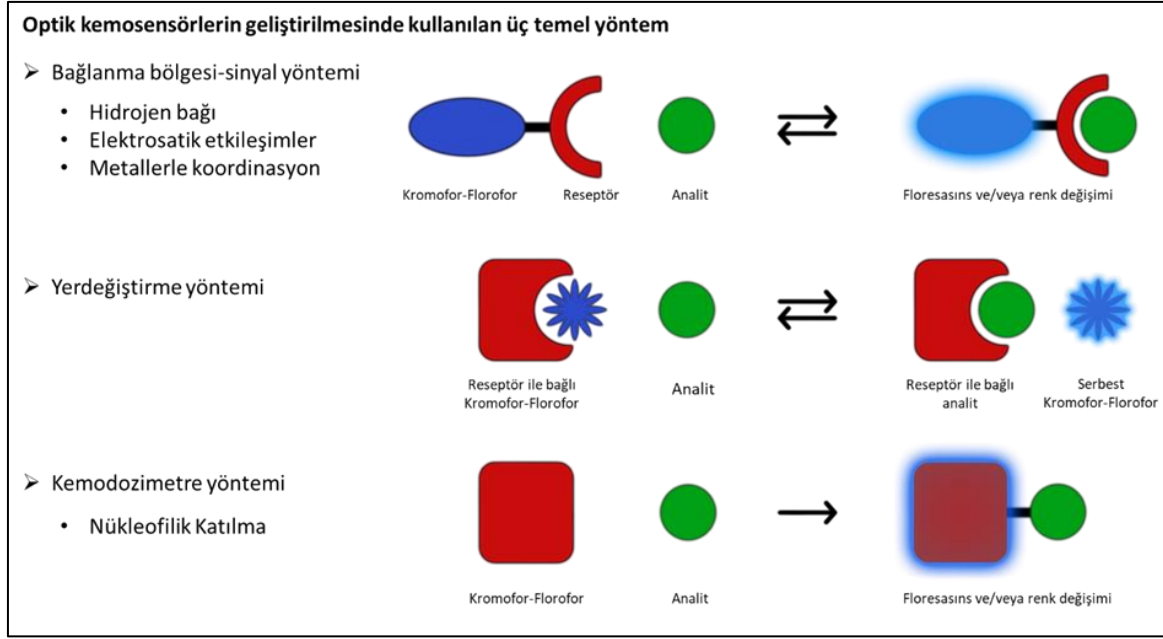 Optik kemosensörlerin geliştirilmesinde kullanılan üç temel yöntem
➢ Bağlanma bölgesi-sinyal yöntemi
• Hidrojen bağı
• Elektrosatik etkileşimler
• Metallerle koordinasyon
Kromofor-Florofor Reseptör Analit Floresasıns ve/veya renk değişimi
➢ Yerdeğiştirme yöntemi
Reseptör ile bağlı
Kromofor-Florofor
Analit
Reseptör ile bağlı
analit
Serbest
Kromofor-Florofor
➢ Kemodozimetre yöntemi
• Nükleofilik Katılma
Kromofor-Florofor Analit Floresasıns ve/veya renk değişimi